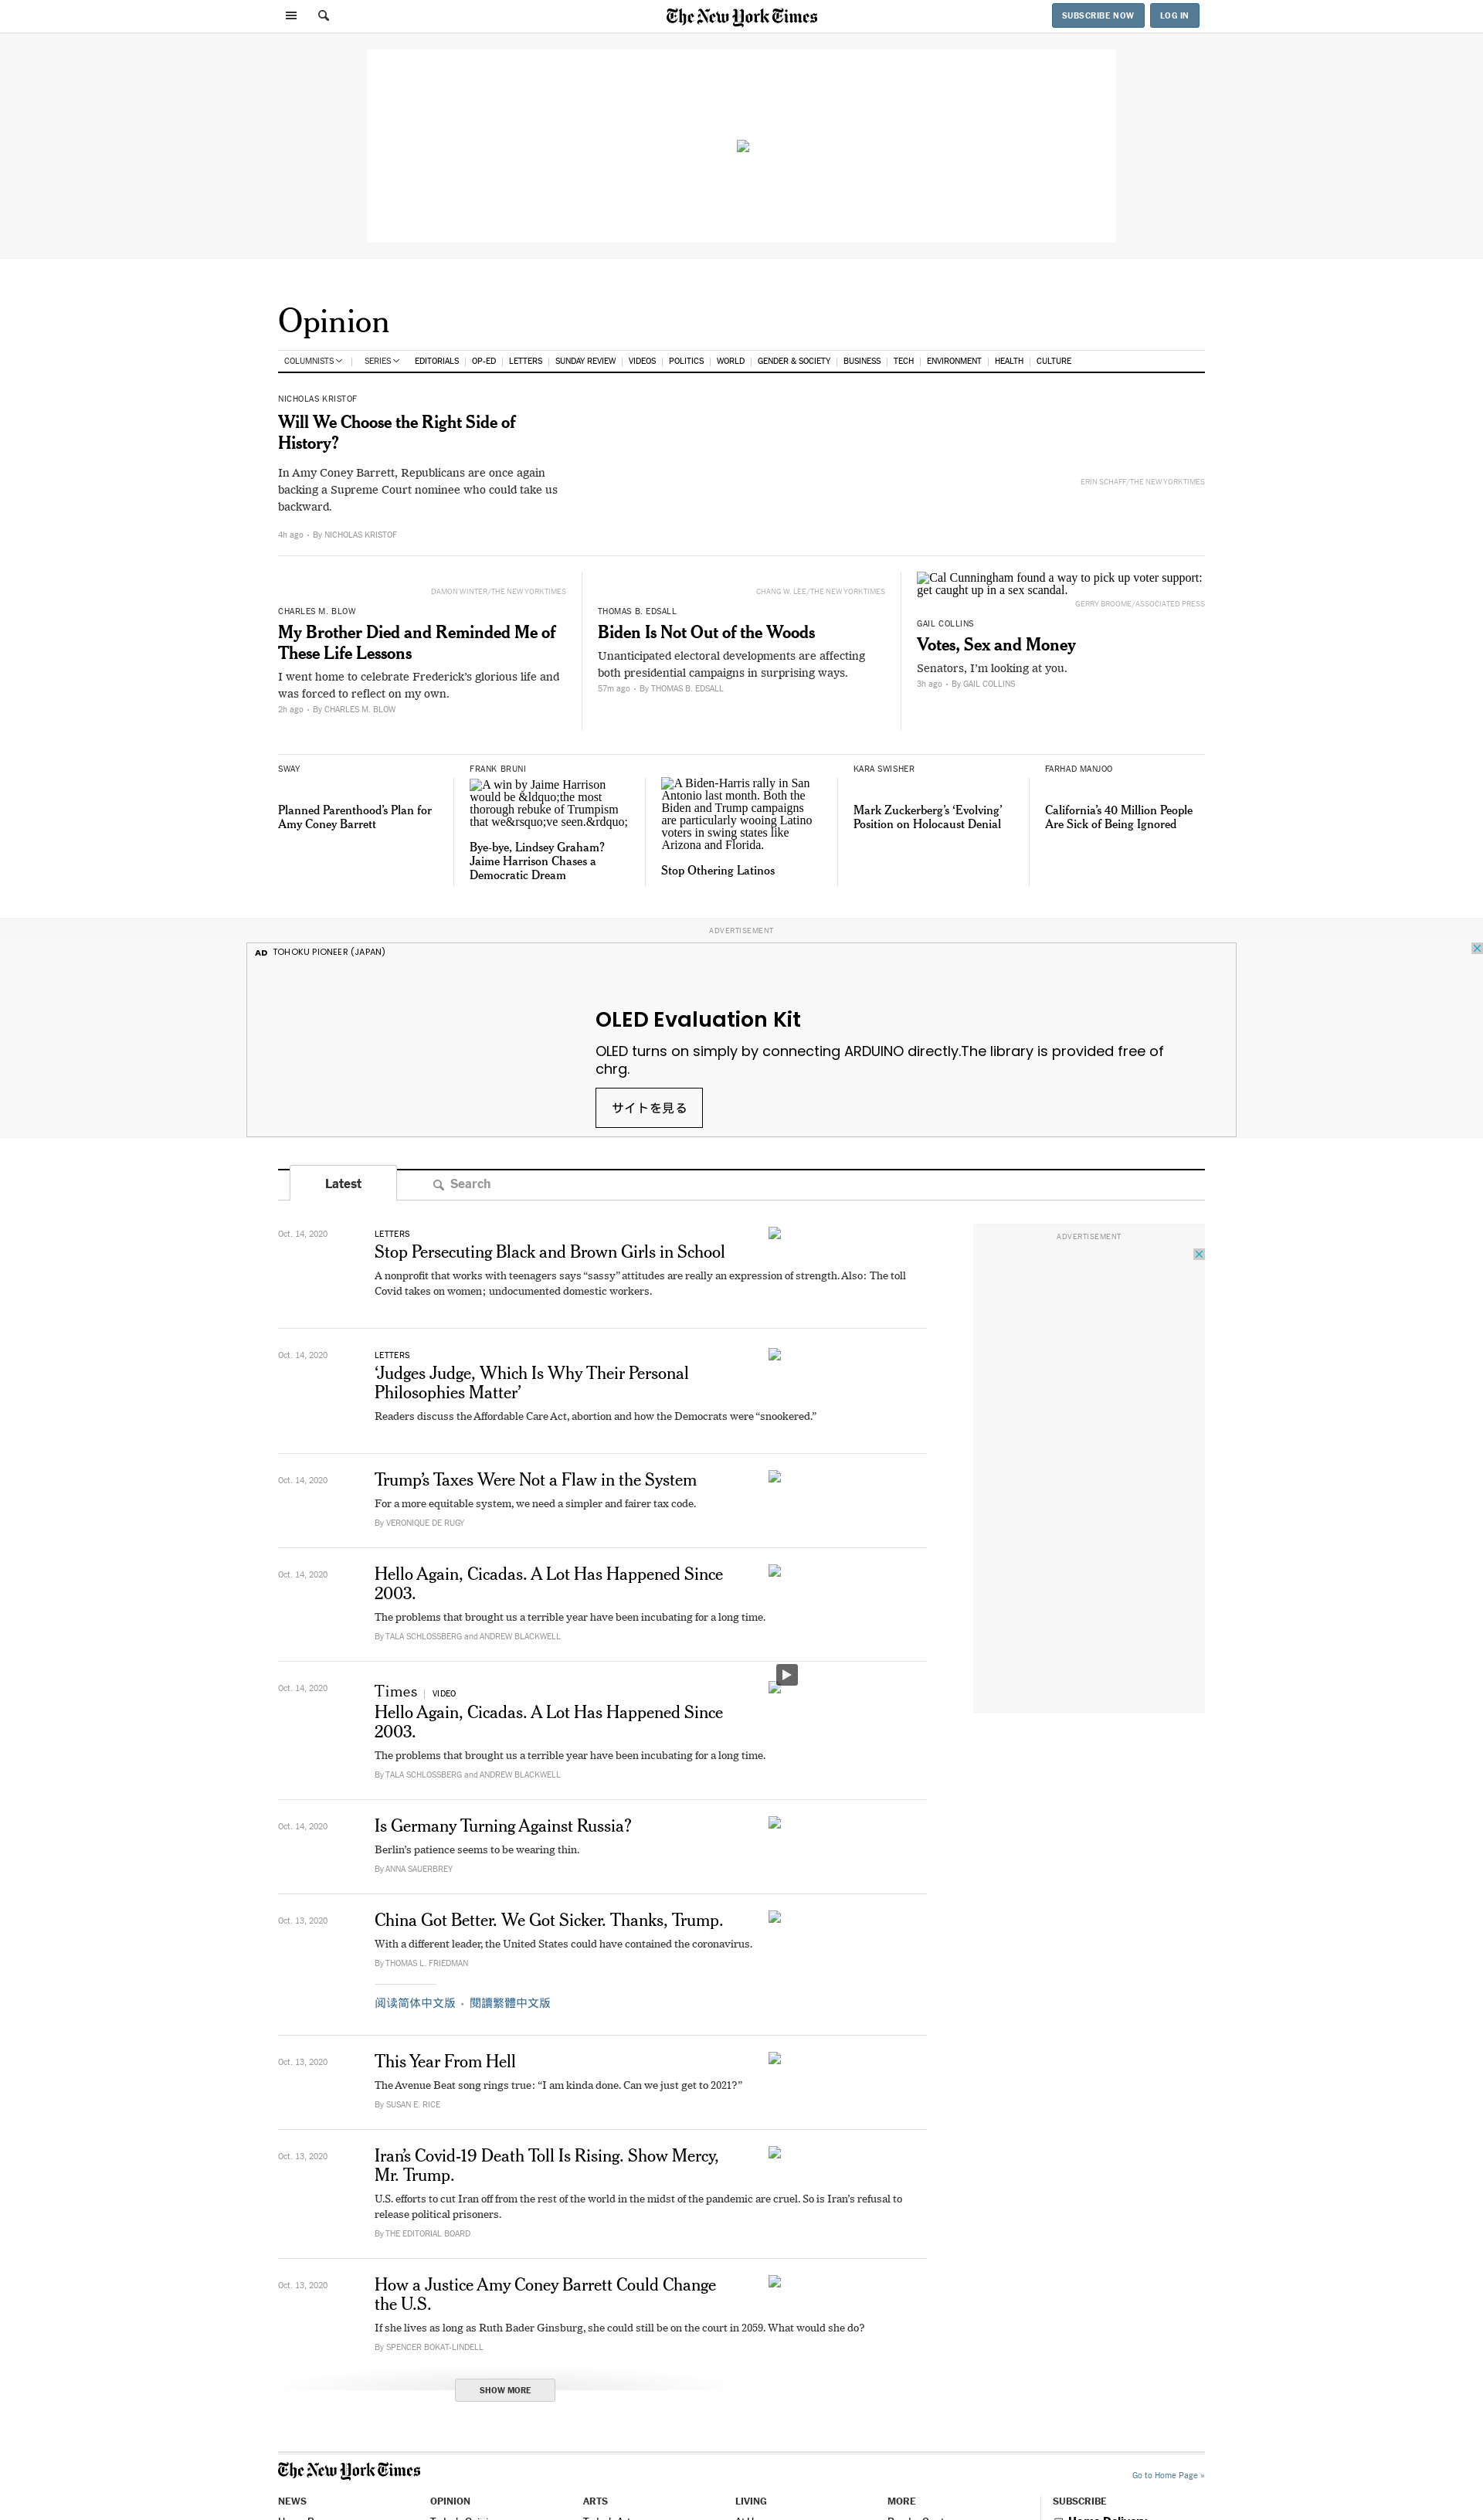 The New York Times
SUBSCRIBE NOW
LOG IN
Opinion
COLUMNISTS
SERIES
EDITORIALS
OP-ED
LETTERS
SUNDAY REVIEW
VIDEOS
POLITICS
WORLD
GENDER & SOCIETY
BUSINESS
TECH
ENVIRONMENT
HEALTH
CULTURE
NICHOLAS KRISTOF
Will We Choose the Right Side of
History?
In Amy Coney Barrett, Republicans are once again
backing a Supreme Court nominee who could take us
backward.
4h ago • By NICHOLAS KRISTOF
ERIN SCHAFF/THE NEW YORK TIMES
DAMON WINTER/THE NEW YORK TIMES
CHARLES M. BLOW
My Brother Died and Reminded Me of
These Life Lessons
I went home to celebrate Frederick’s glorious life and
was forced to reflect on my own.
2h ago • By CHARLES M. BLOW
CHANG W. LEE/THE NEW YORK TIMES
THOMAS B. EDSALL
Biden Is Not Out of the Woods
Unanticipated electoral developments are affecting
both presidential campaigns in surprising ways.
57m ago • By THOMAS B. EDSALL
Cal Cunningham found a way to pick up voter support:
get caught up in a sex scandal.
GERRY BROOME/ASSOCIATED PRESS
GAIL COLLINS
Votes, Sex and Money
Senators, I’m looking at you.
3h ago • By GAIL COLLINS
SWAY
Planned Parenthood’s Plan for
Amy Coney Barrett
FRANK BRUNI
A win by Jaime Harrison
would be &ldquo;the most
thorough rebuke of Trumpism
that we&rsquo;ve seen.&rdquo;
Bye-bye, Lindsey Graham?
Jaime Harrison Chases a
Democratic Dream
A Biden-Harris rally in San
Antonio last month. Both the
Biden and Trump campaigns
are particularly wooing Latino
voters in swing states like
Arizona and Florida.
Stop Othering Latinos
KARA SWISHER
Mark Zuckerberg’s ‘Evolving’
Position on Holocaust Denial
FARHAD MANJOO
California’s 40 Million People
Are Sick of Being Ignored
ADVERTISEMENT
AD TOHOKU PIONEER (JAPAN)
OLED Evaluation Kit
OLED turns on simply by connecting ARDUINO directly.The library is provided free of
chrg.
サイトを見る
Latest
Search
ADVERTISEMENT
Oct. 14, 2020
LETTERS
Stop Persecuting Black and Brown Girls in School
A nonprofit that works with teenagers says “sassy” attitudes are really an expression of strength. Also: The toll
Covid takes on women; undocumented domestic workers.
Oct. 14, 2020
LETTERS
‘Judges Judge, Which Is Why Their Personal
Philosophies Matter’
Readers discuss the Affordable Care Act, abortion and how the Democrats were “snookered.”
Oct. 14, 2020
Trump’s Taxes Were Not a Flaw in the System
For a more equitable system, we need a simpler and fairer tax code.
By VERONIQUE DE RUGY
Oct. 14, 2020
Hello Again, Cicadas. A Lot Has Happened Since
2003.
The problems that brought us a terrible year have been incubating for a long time.
By TALA SCHLOSSBERG and ANDREW BLACKWELL
Oct. 14, 2020
Times | VIDEO
Hello Again, Cicadas. A Lot Has Happened Since
2003.
The problems that brought us a terrible year have been incubating for a long time.
By TALA SCHLOSSBERG and ANDREW BLACKWELL
Oct. 14, 2020
Is Germany Turning Against Russia?
Berlin’s patience seems to be wearing thin.
By ANNA SAUERBREY
Oct. 13, 2020
China Got Better. We Got Sicker. Thanks, Trump.
With a different leader, the United States could have contained the coronavirus.
By THOMAS L. FRIEDMAN
阅读简体中文版 • 閱讀繁體中文版
Oct. 13, 2020
This Year From Hell
The Avenue Beat song rings true: “I am kinda done. Can we just get to 2021?”
By SUSAN E. RICE
Oct. 13, 2020
Iran’s Covid-19 Death Toll Is Rising. Show Mercy,
Mr. Trump.
U.S. efforts to cut Iran off from the rest of the world in the midst of the pandemic are cruel. So is Iran’s refusal to
release political prisoners.
By THE EDITORIAL BOARD
Oct. 13, 2020
How a Justice Amy Coney Barrett Could Change
the U.S.
If she lives as long as Ruth Bader Ginsburg, she could still be on the court in 2059. What would she do?
By SPENCER BOKAT-LINDELL
SHOW MORE
The New York Times
Go to Home Page »
NEWS
OPINION
ARTS
LIVING
MORE
SUBSCRIBE